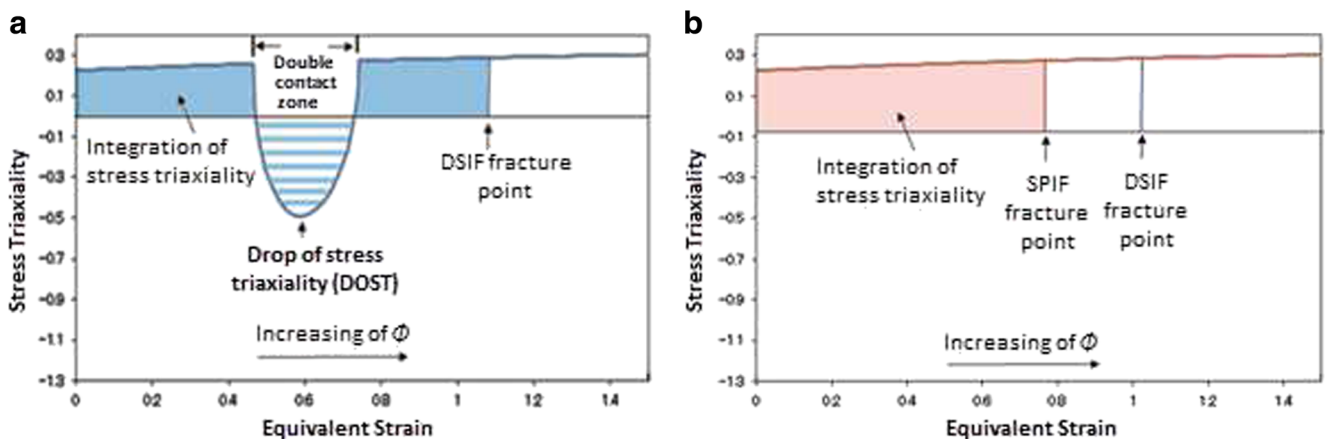 a
Stress Triaxiality
03
01
-01
-03
-05
-07
-09
-11
-13
Double
contact
zone
Integration of
stress triaxiality
DSIF fracture
point
Drop of stress
triaxiality (DOST)
Increasing of Φ
0 02 04 06 08 1 12 14
Equivalent Strain
b
Stress Triaxiality
03
01
-01
-03
-05
-07
-09
-11
-13
Integration of
stress triaxiality
SPIF
fracture
point
DSIF
fracture
point
Increasing of Φ
0 02 04 06 08 1 12 14
Equivalent Strain